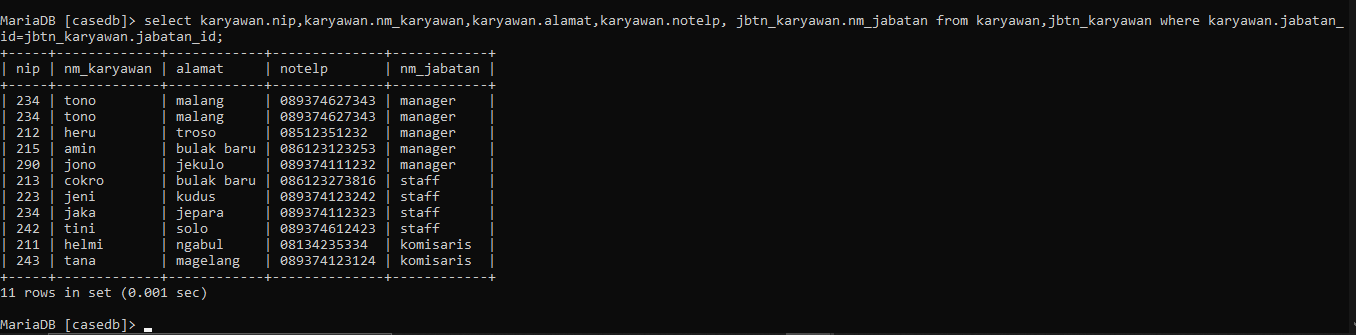 MariaDB [casedb]> select karyawan.nip,karyawan.nm_karyawan,karyawan.alamat,karyawan.notelp, jbtn_karyawan.nm_jabatan from karyawan,jbtn_karyawan where karyawan.jabatan_
id=jbtn_karyawan.jabatan_id;
+-----+-------------+------------+--------------+------------+
| nip | nm_karyawan | alamat     | notelp       | nm_jabatan |
+-----+-------------+------------+--------------+------------+
| 234 | tono        | malang     | 089374627343 | manager    |
| 234 | tono        | malang     | 089374627343 | manager    |
| 212 | heru        | troso      | 08512351232  | manager    |
| 215 | amin        | bulak baru | 086123123253 | manager    |
| 290 | jono        | jekulo     | 089374111232 | manager    |
| 213 | cokro       | bulak baru | 086123273816 | staff      |
| 223 | jeni        | kudus      | 089374123242 | staff      |
| 234 | jaka        | jepara     | 089374112323 | staff      |
| 242 | tini        | solo       | 089374612423 | staff      |
| 211 | helmi       | ngabul     | 08134235334  | komisaris  |
| 243 | tana        | magelang   | 089374123124 | komisaris  |
+-----+-------------+------------+--------------+------------+
11 rows in set (0.001 sec)
MariaDB [casedb]> _